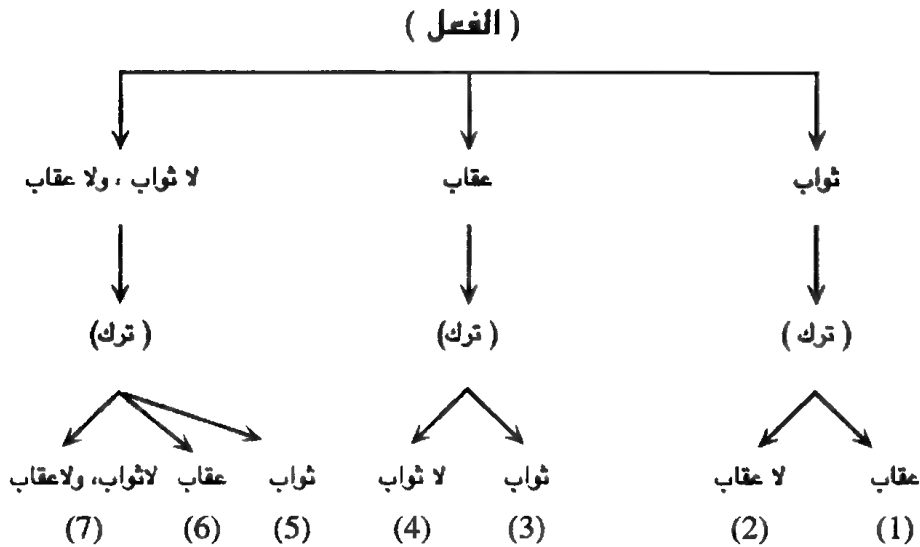 ( الفعل )
ثواب عقاب لا ثواب ، ولا عقاب
( ترك ) ( ترك ) ( ترك )
عقاب لا عقاب ثواب لا ثواب ثواب عقاب لاثواب، ولاعقاب
(1) (2) (3) (4) (5) (6) (7)